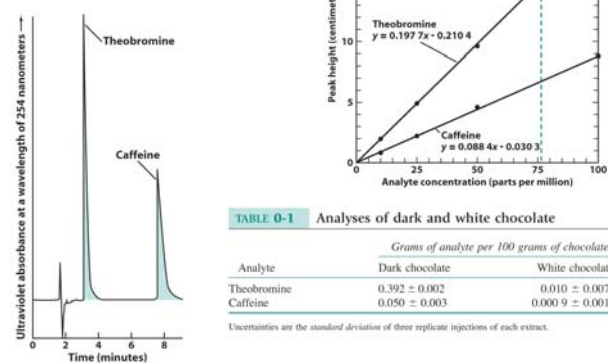 Ultraviolet absorbance at a wavelength of 254 nanometers →
Theobromine
Caffeine
0 2 4 6 8
Time (minutes)
Peak height (centimet
10
5
0
Theobromine
y = 0.197 7x - 0.210 4
Caffeine
y = 0.088 4x - 0.030 3
0 25 50 75 100
Analyte concentration (parts per million)
TABLE 0-1 Analyses of dark and white chocolate
Grams of analyte per 100 grams of chocolate
Analyte Dark chocolate White chocolat
Theobromine 0.392 ± 0.002 0.010 ± 0.007
Caffeine 0.050 ± 0.003 0.000 9 ± 0.001
Uncertainties are the standard deviation of three replicate injections of each extract.